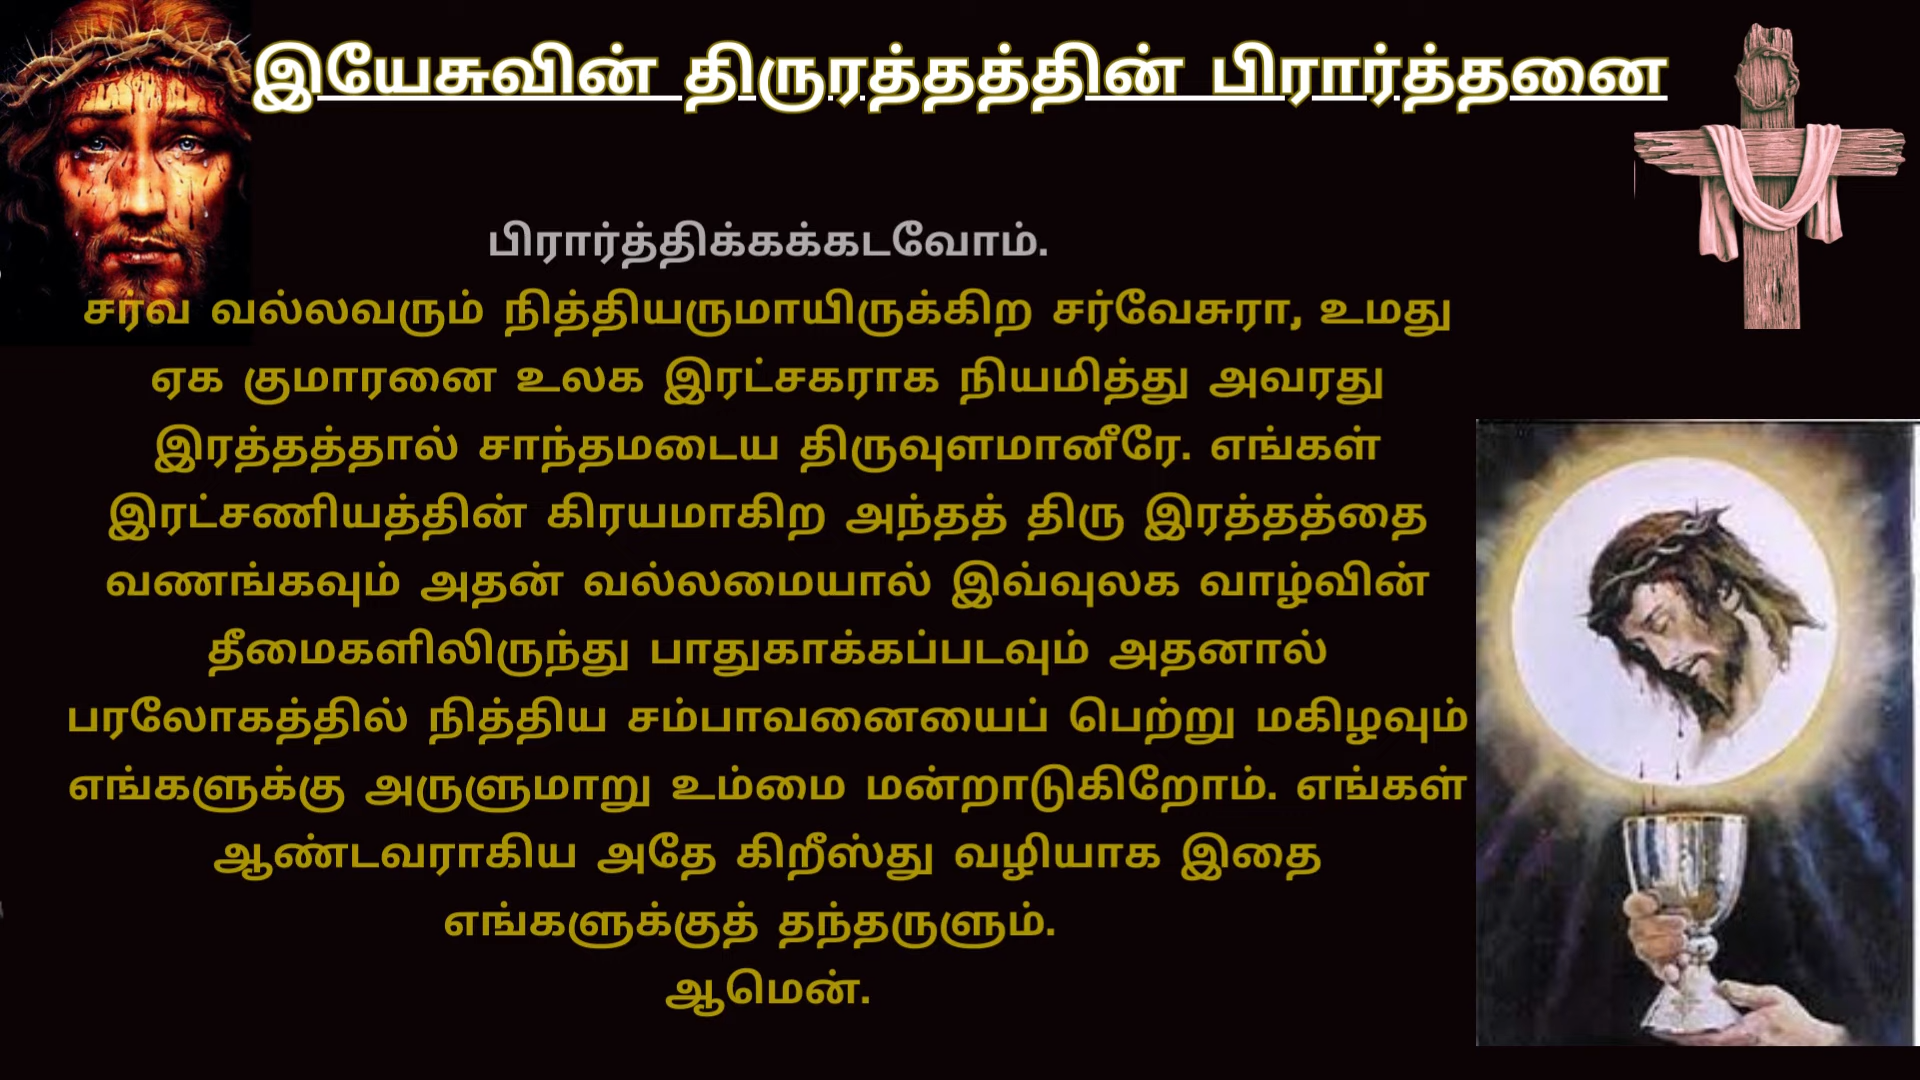 இயேசுவின் திருரத்தத்தின் பிரார்த்தனை
பிரார்த்திக்கக்கடவோம்.
சர்வ வல்லவரும் நித்தியருமாயிருக்கிற சர்வேசுரா, உமது
ஏக குமாரனை உலக இரட்சகராக நியமித்து அவரது
இரத்தத்தால் சாந்தமடைய திருவுளமானீரே. எங்கள்
இரட்சணியத்தின் கிரயமாகிற அந்தத் திரு இரத்தத்தை
வணங்கவும் அதன் வல்லமையால் இவ்வுலக வாழ்வின்
தீமைகளிலிருந்து பாதுகாக்கப்படவும் அதனால்
பரலோகத்தில் நித்திய சம்பாவனையைப் பெற்று மகிழவும்
எங்களுக்கு அருளுமாறு உம்மை மன்றாடுகிறோம். எங்கள்
ஆண்டவராகிய அதே கிறீஸ்து வழியாக இதை
எங்களுக்குத் தந்தருளும்.
ஆமென்.